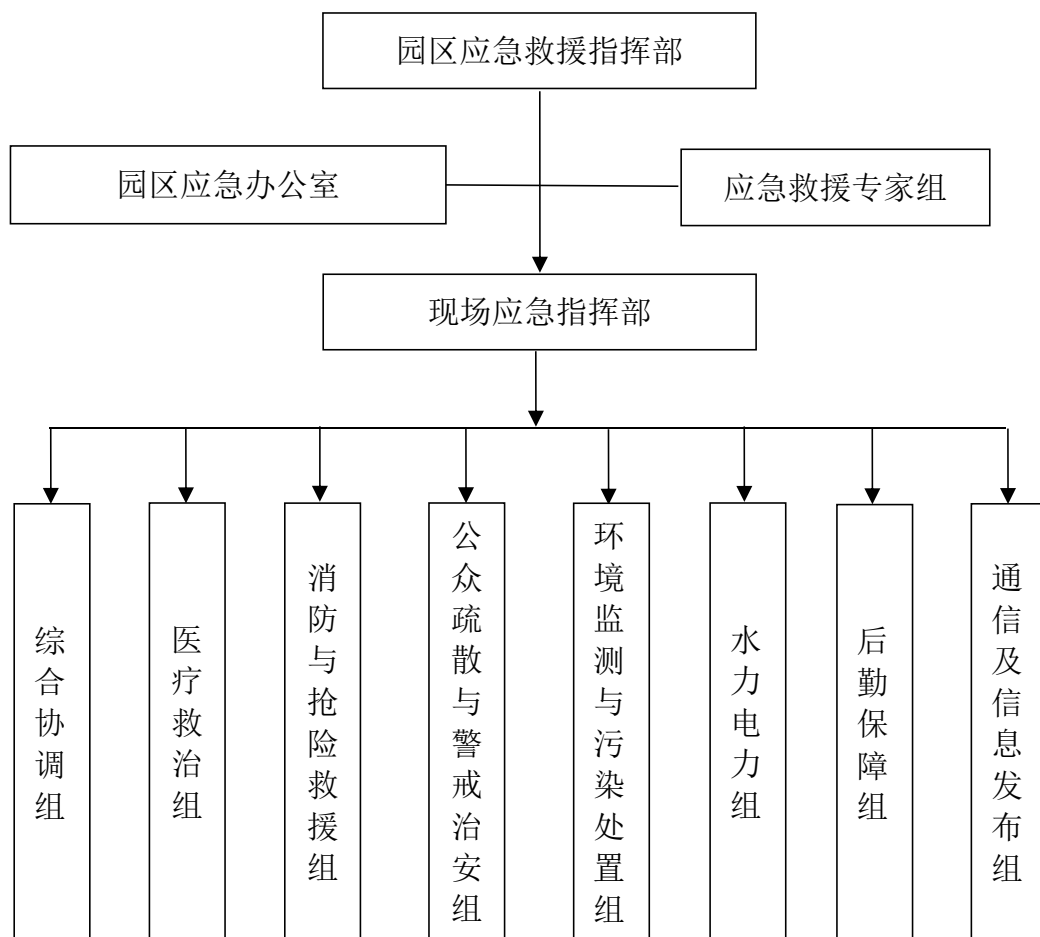 园区应急救援指挥部
园区应急办公室
应急救援专家组
现场应急指挥部
综合协调组
医疗救治组
消防与抢险救援组
公众疏散与警戒治安组
环境监测与污染处置组
水力电力组
后勤保障组
通信及信息发布组